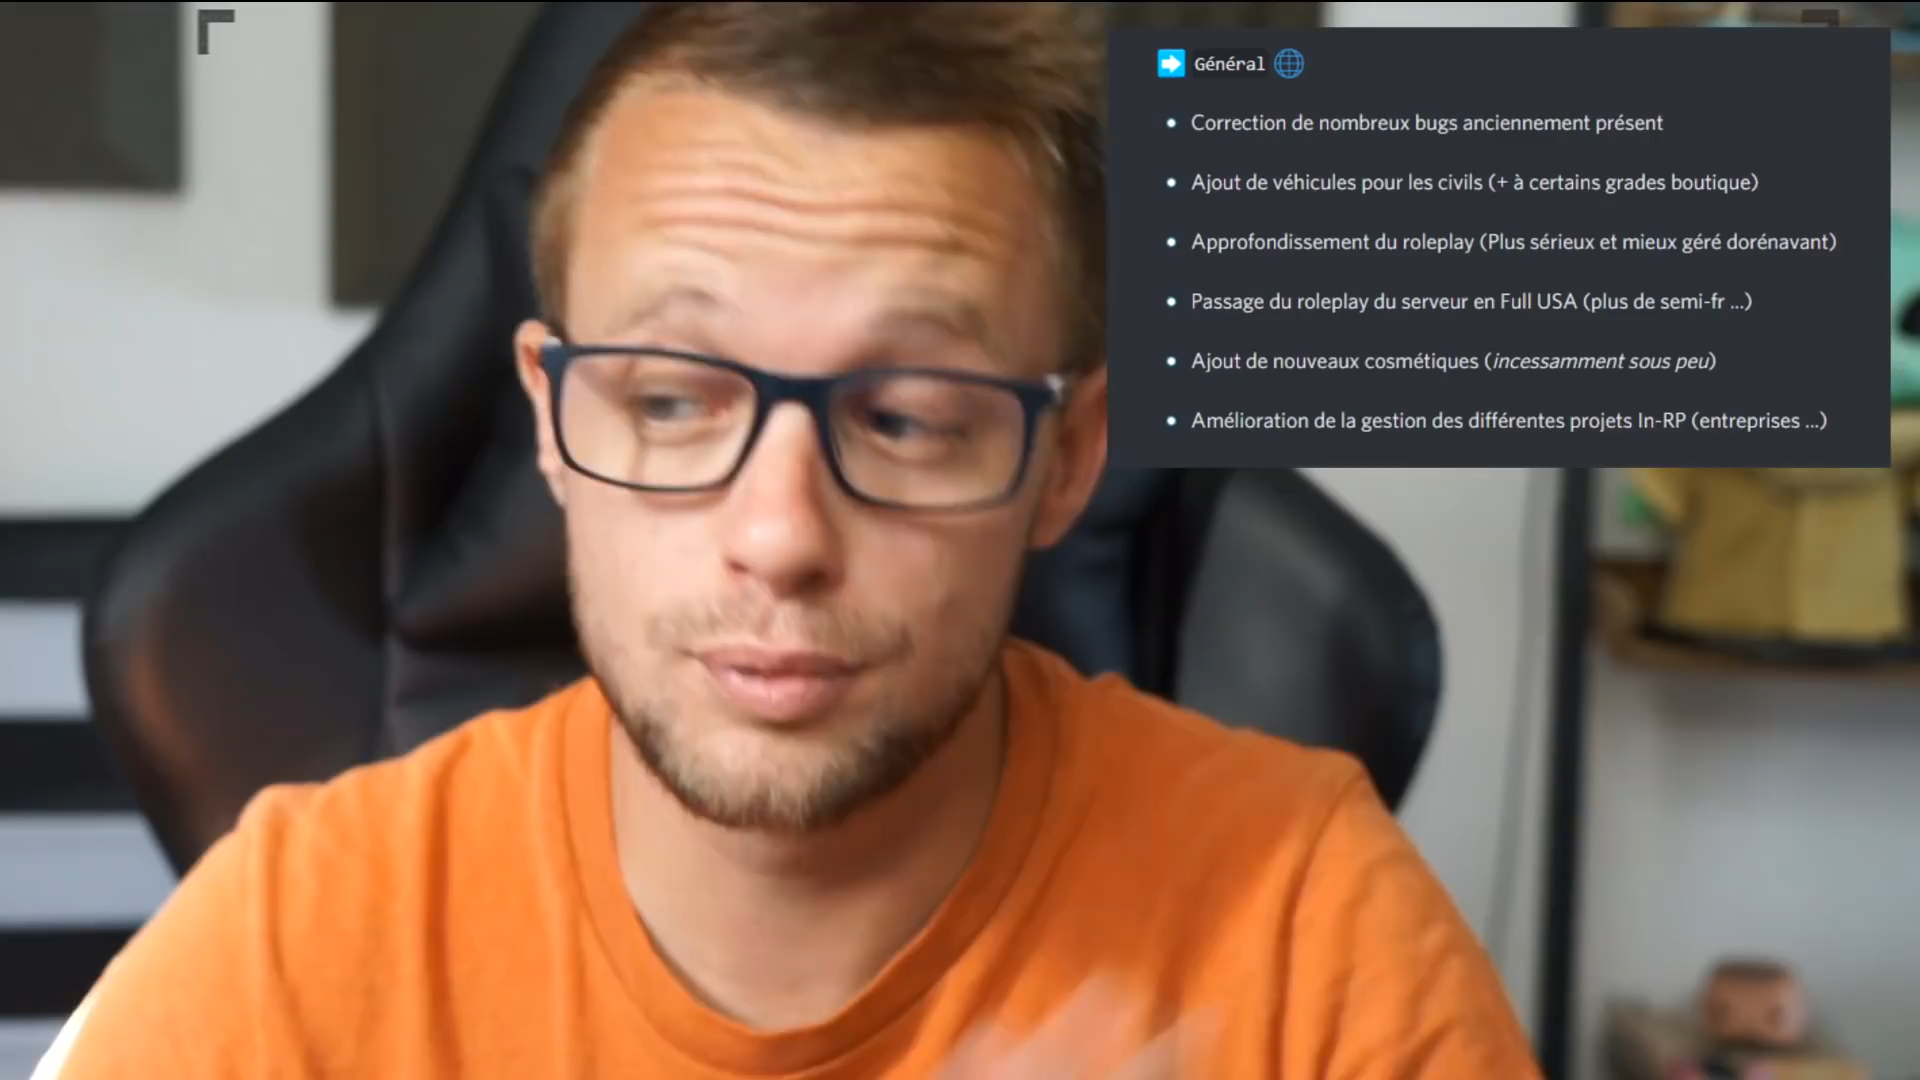 Général
Correction de nombreux bugs anciennement présent
Ajout de véhicules pour les civils (+ à certains grades boutique)
Approfondissement du roleplay (Plus sérieux et mieux géré dorénavant)
Passage du roleplay du serveur en Full USA (plus de semi-fr ...)
Ajout de nouveaux cosmétiques (incessamment sous peu)
Amélioration de la gestion des différentes projets In-RP (entreprises ...)